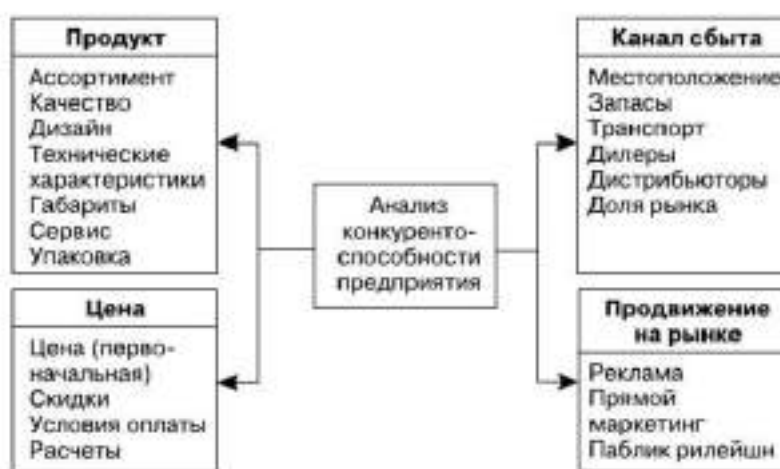 Продукт
Ассортимент
Качество
Дизайн
Технические
характеристики
Габариты
Сервис
Упаковка
Цена
Цена (перво-
начальная)
Скидки
Условия оплаты
Расчеты
Анализ
конкуренто-
способности
предприятия
Канал сбыта
Местоположение
Запасы
Транспорт
Дилеры
Дистрибьюторы
Доля рынка
Продвижение
на рынке
Реклама
Прямой
маркетинг
Паблик рилейшн